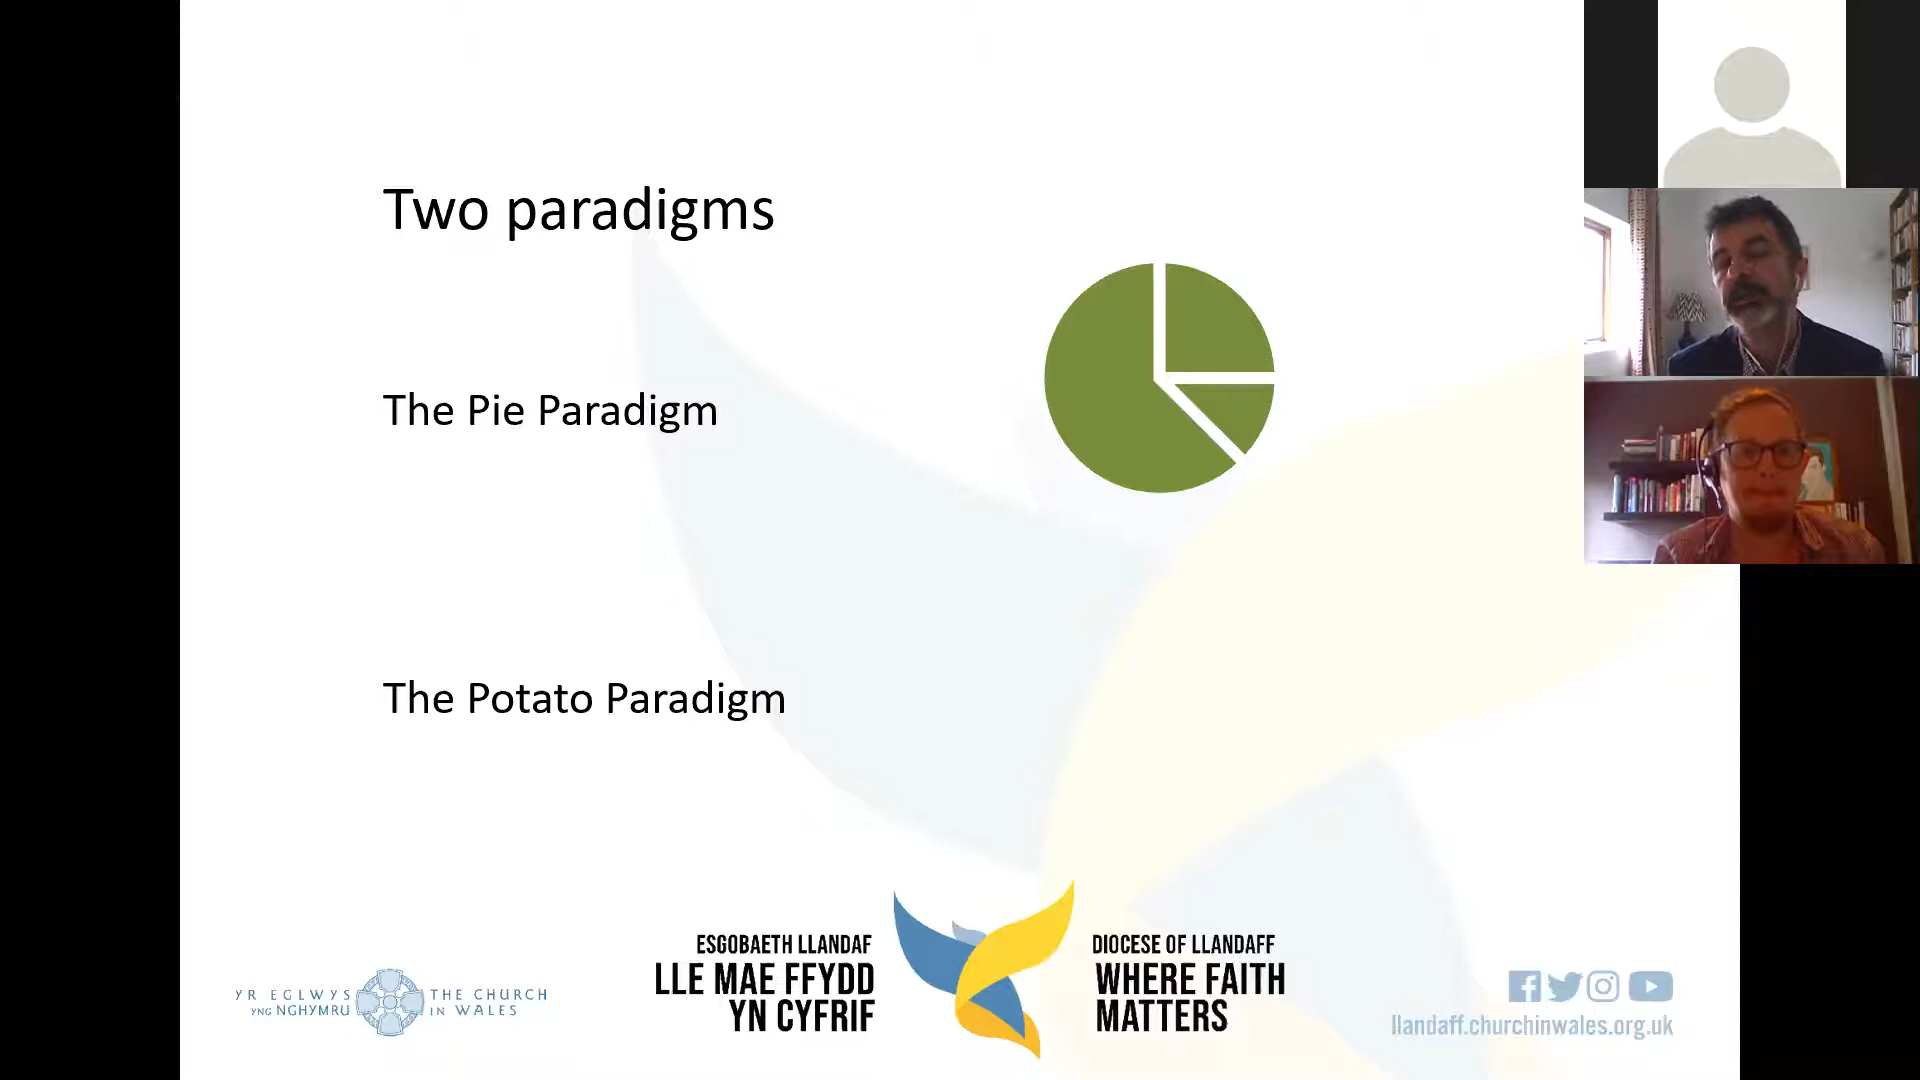 Two paradigms
The Pie Paradigm
The Potato Paradigm
YR EGLWYS
YNG NGHYMRU
THE CHURCH
IN WALES
ESGOBAETH LLANDAF
LLE MAE FFYDD
YN CYFRIF
DIOCESE OF LLANDAFF
WHERE FAITH
MATTERS
llandaff.churchinwales.org.uk